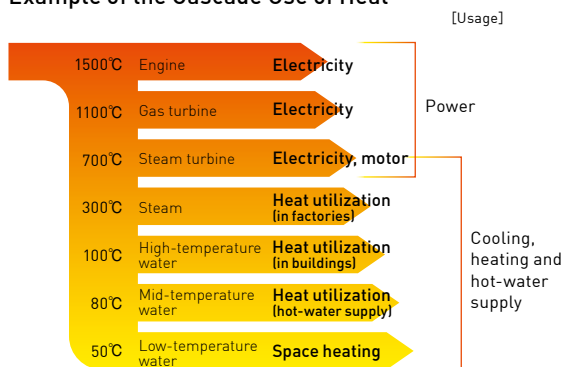 Example of the Cascade Use of Heat
[Usage]
1500℃ Engine Electricity
1100℃ Gas turbine Electricity
Power
700℃ Steam turbine Electricity, motor
300℃ Steam Heat utilization
(in factories)
100℃ High-temperature water Heat utilization
(in buildings)
Cooling,
heating and
hot-water
supply
80℃ Mid-temperature water Heat utilization
(hot-water supply)
50℃ Low-temperature water Space heating